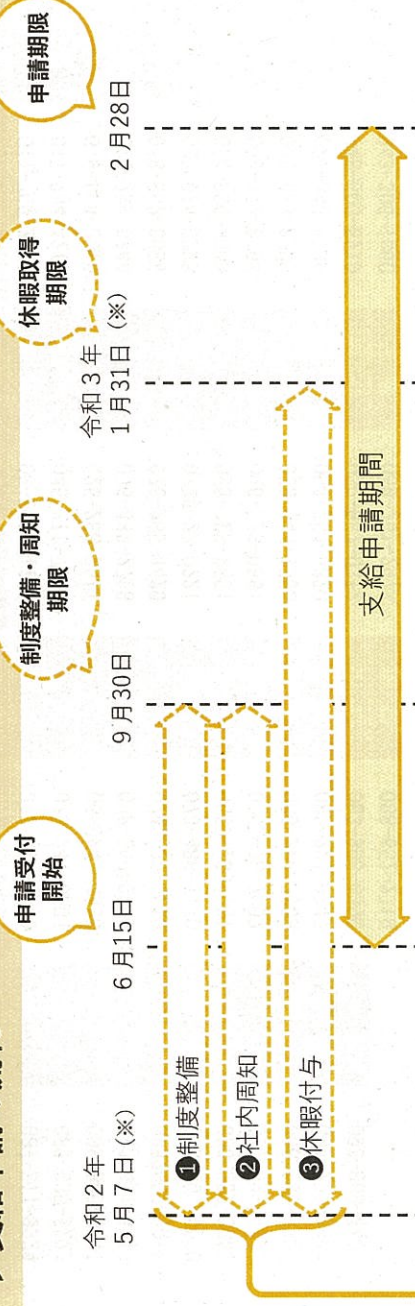 申請受付
開始
制度整備・周知
期限
休暇取得
期限
申請期限
令和2年
5月7日（※）
6月15日
9月30日
令和3年
1月31日（※）
2月28日
❶制度整備
❷社内周知
❸休暇付与
支給申請期間